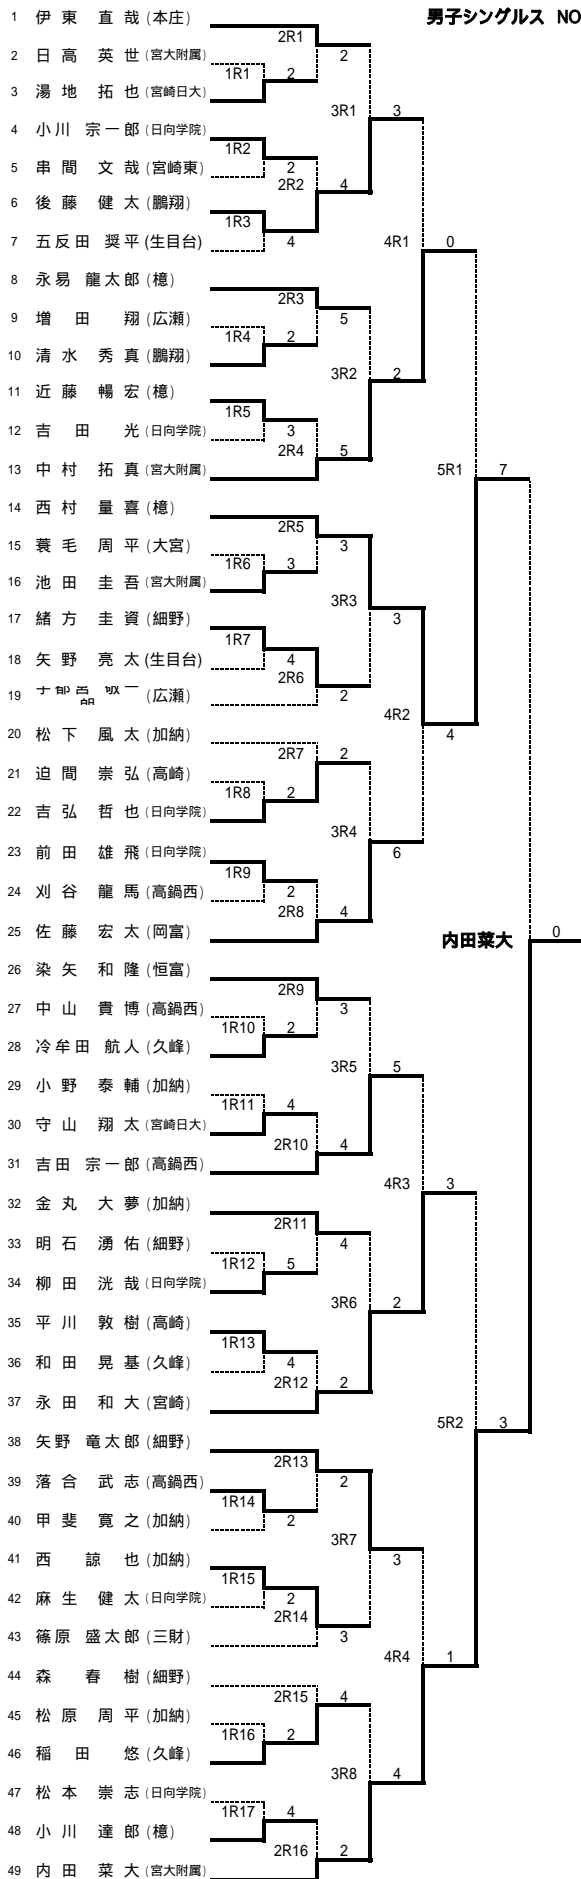 男子シングルス NO
1 伊東 直哉 (本庄)
2 日高 英世 (宮大附属)
3 湯地 拓也 (宮崎日大)
4 小川 宗一郎 (日向学院)
5 串間 文哉 (宮崎東)
6 後藤 健太 (鵬翔)
7 五反田 奨平 (生目台)
8 永易 龍太郎 (檍)
9 増田 翔 (広瀬)
10 清水 秀真 (鵬翔)
11 近藤 暢宏 (檍)
12 吉田 光 (日向学院)
13 中村 拓真 (宮大附属)
14 西村 量喜 (檍)
15 蓑毛 周平 (大宮)
16 池田 圭吾 (宮大附属)
17 緒方 圭資 (細野)
18 矢野 亮太 (生目台)
19 (広瀬)
20 松下 風太 (加納)
21 迫間 崇弘 (高崎)
22 吉弘 哲也 (日向学院)
23 前田 雄飛 (日向学院)
24 刈谷 龍馬 (高鍋西)
25 佐藤 宏太 (岡富)
26 染矢 和隆 (恒富)
27 中山 貴博 (高鍋西)
28 冷牟田 航人 (久峰)
29 小野 泰輔 (加納)
30 守山 翔太 (宮崎日大)
31 吉田 宗一郎 (高鍋西)
32 金丸 大夢 (加納)
33 明石 湧佑 (細野)
34 柳田 洸哉 (日向学院)
35 平川 敦樹 (高崎)
36 和田 晃基 (久峰)
37 永田 和大 (宮崎)
38 矢野 竜太郎 (細野)
39 落合 武志 (高鍋西)
40 甲斐 寛之 (加納)
41 西 諒也 (加納)
42 麻生 健太 (日向学院)
43 篠原 盛太郎 (三財)
44 森 春樹 (細野)
45 松原 周平 (加納)
46 稲田 悠 (久峰)
47 松本 崇志 (日向学院)
48 小川 達郎 (檍)
49 内田 菜大 (宮大附属)
1R1 2
1R2 2
1R3 4
1R4 2
1R5 3
1R6 3
1R7 4
1R8 2
1R9 2
1R10 2
1R11 4
1R12 5
1R13 4
1R14 2
1R15 2
1R16 2
1R17 4
2R1 2
2R2 4
2R3 5
2R4 5
2R5 3
2R6 2
2R7 2
2R8 4
2R9 3
2R10 4
2R11 4
2R12 2
2R13 2
2R14 3
2R15 4
2R16 2
3R1 3
3R2 2
3R3 3
3R4 6
3R5 5
3R6 2
3R7 3
3R8 4
4R1 0
4R2 4
4R3 3
4R4 1
5R1 7
5R2 3
内田菜大 0